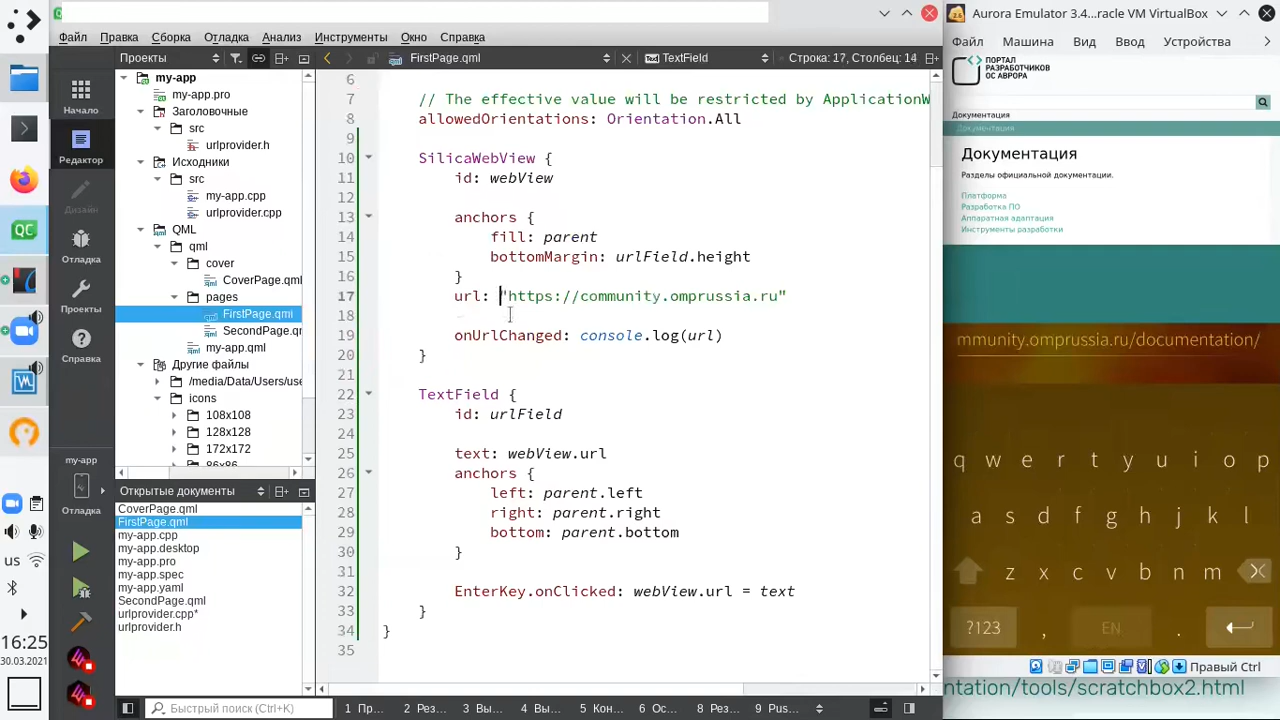 Файл Правка Сборка Отладка Анализ Инструменты Окно Справка
Проекты
FirstPage.qml
TextField
Строка: 17, Столбец: 14
Начало
Редактор
Дизайн
Отладка
Проекты
Справка
my-app
Отладка
us
16:25
30.03.2021
my-app
my-app.pro
Заголовочные
src
urlprovider.h
Исходники
src
my-app.cpp
urlprovider.cpp
QML
qml
cover
CoverPage.qml
pages
FirstPage.qml
SecondPage.qr
my-app.qml
Другие файлы
/media/Data/Users/use
icons
108x108
128x128
172x172
86x86
Открытые документы
CoverPage.qml
FirstPage.qml
my-app.cpp
my-app.desktop
my-app.pro
my-app.spec
my-app.yaml
SecondPage.qml
urlprovider.cpp*
urlprovider.h
6
7 // The effective value will be restricted by ApplicationW
8 allowedOrientations: Orientation.All
9
10 SilicaWebView {
11 id: webView
12
13 anchors {
14 fill: parent
15 bottomMargin: urlField.height
16 }
17 url: "https://community.omprussia.ru"
18
19 onUrlChanged: console.log(url)
20 }
21
22 TextField {
23 id: urlField
24
25 text: webView.url
26 anchors {
27 left: parent.left
28 right: parent.right
29 bottom: parent.bottom
30 }
31
32 EnterKey.onClicked: webView.url = text
33 }
34 }
35
Быстрый поиск (Ctrl+K)
1 Пр…
2 Рез…
3 Вы…
4 Вы…
5 Кон…
6 Ос…
8 Рез…
9 Pus…
Aurora Emulator 3.4...racle VM VirtualBox
Файл Машина Вид Ввод Устройства
ПОРТАЛ
РАЗРАБОТЧИКОВ
ОС АВРОРА
Документация
Документация
Документация
Разделы официальной документации.
Платформа
Разработка ПО
Аппаратная адаптация
Инструменты разработки
mmunity.omprussia.ru/documentation/
q w e r t y u i o p
a s d f g h j k l
z x c v b n m
?123 , EN .
Правый Ctrl
ntation/tools/scratchbox2.html